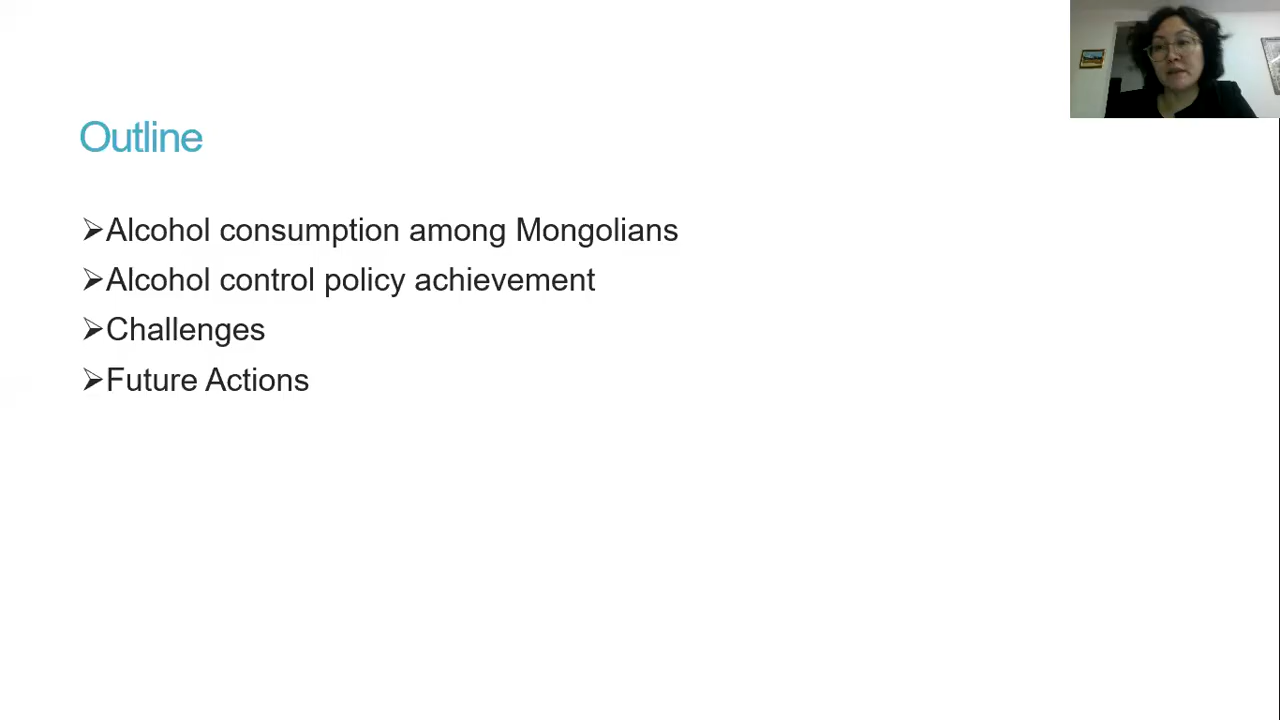 Outline
➢Alcohol consumption among Mongolians
➢Alcohol control policy achievement
➢Challenges
➢Future Actions